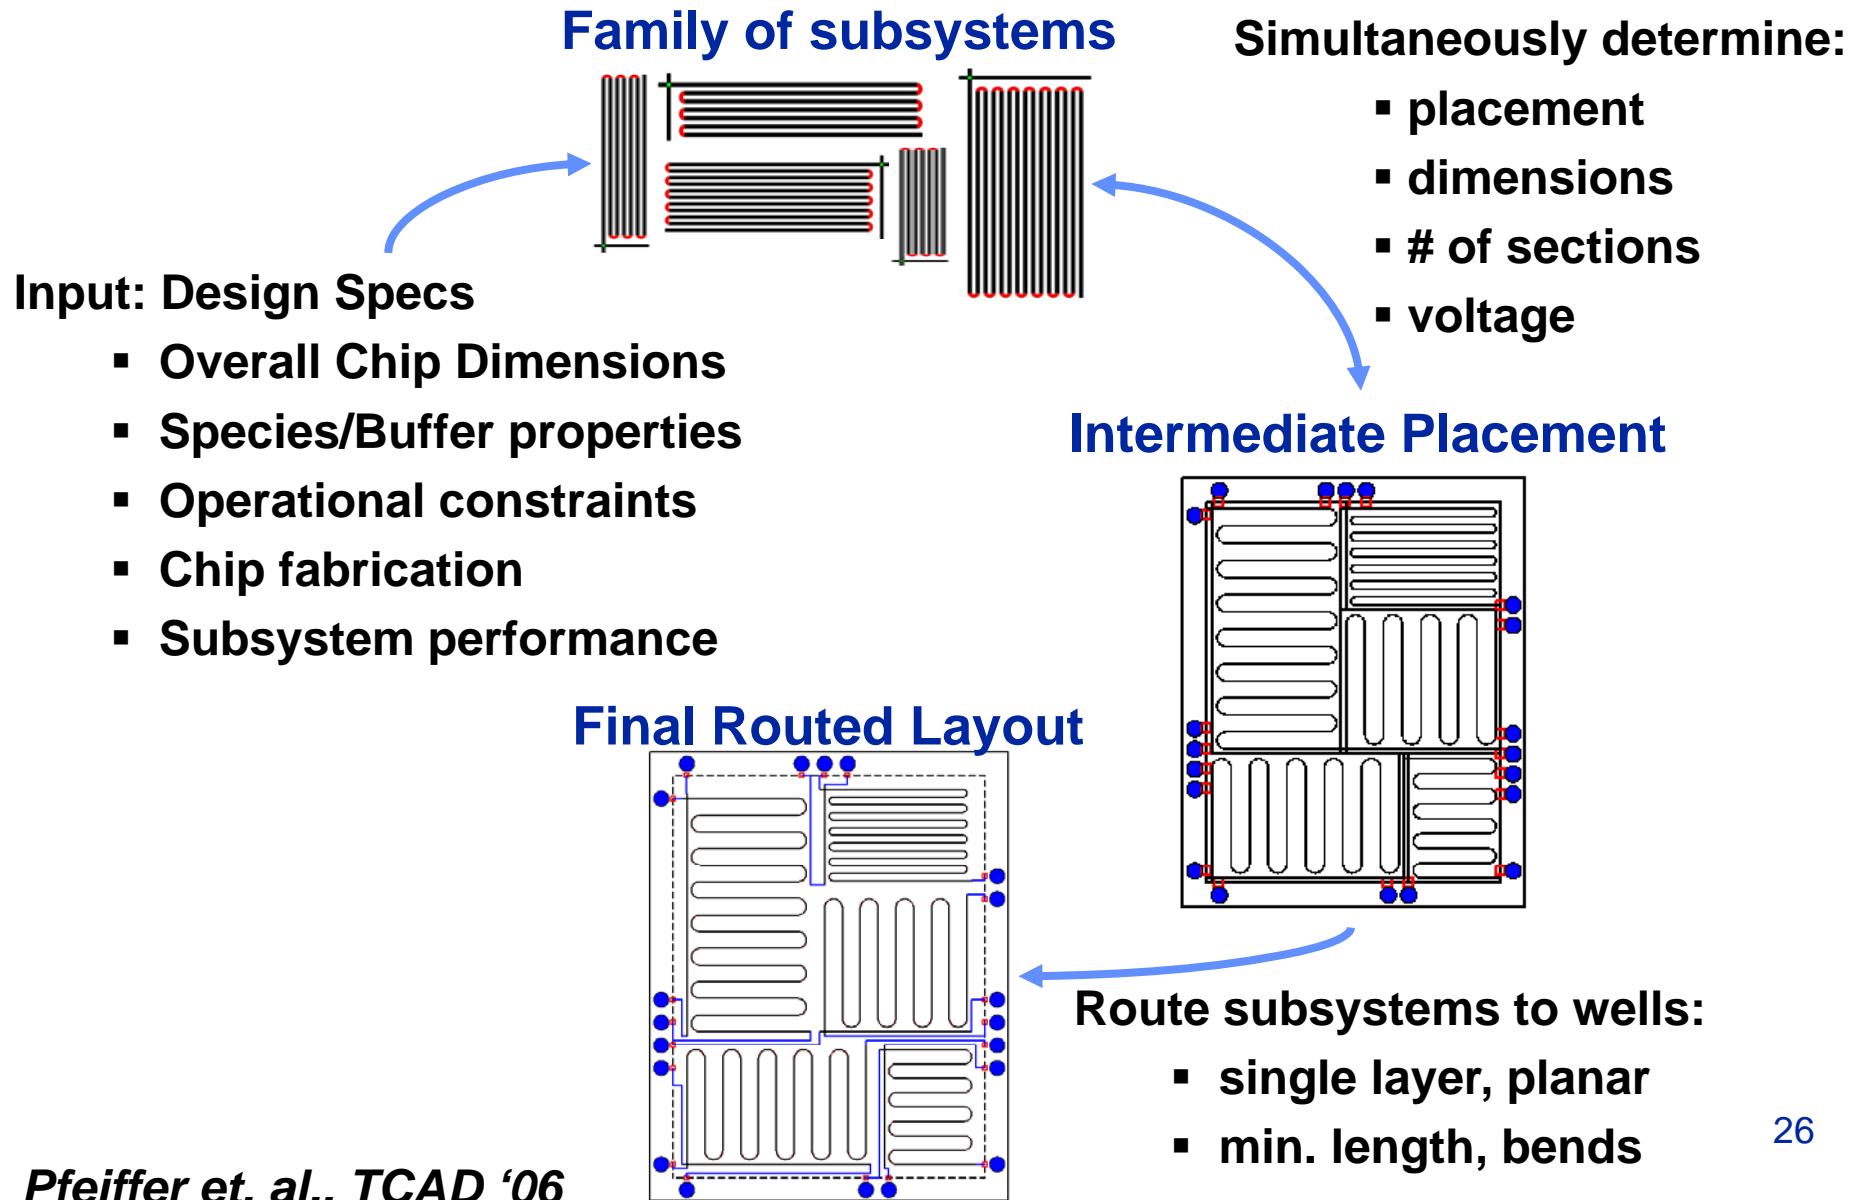 Family of subsystems
Simultaneously determine:
▪ placement
▪ dimensions
▪ # of sections
▪ voltage
Input: Design Specs
▪ Overall Chip Dimensions
▪ Species/Buffer properties
▪ Operational constraints
▪ Chip fabrication
▪ Subsystem performance
Intermediate Placement
Final Routed Layout
Route subsystems to wells:
▪ single layer, planar
▪ min. length, bends
26
Pfeiffer et. al., TCAD ‘06